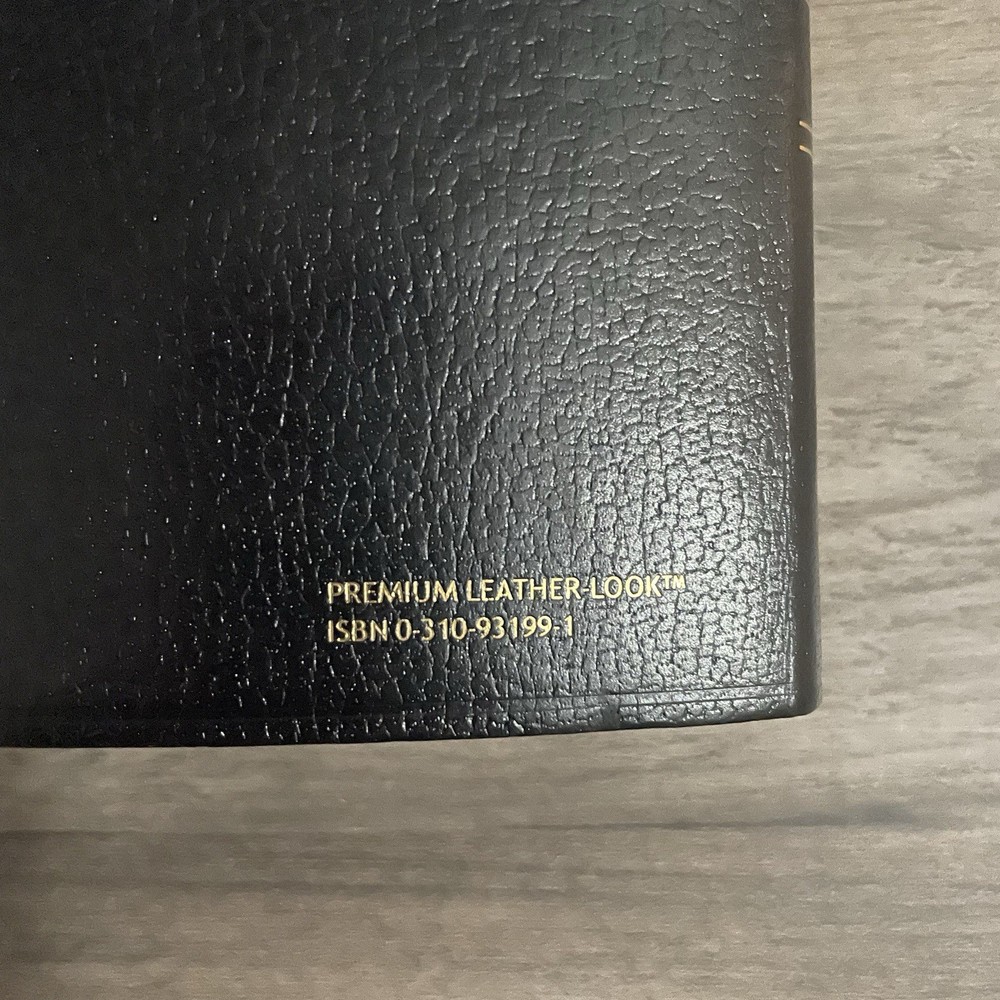 PREMIUM LEATHER-LOOK™
ISBN 0-310-93199-1